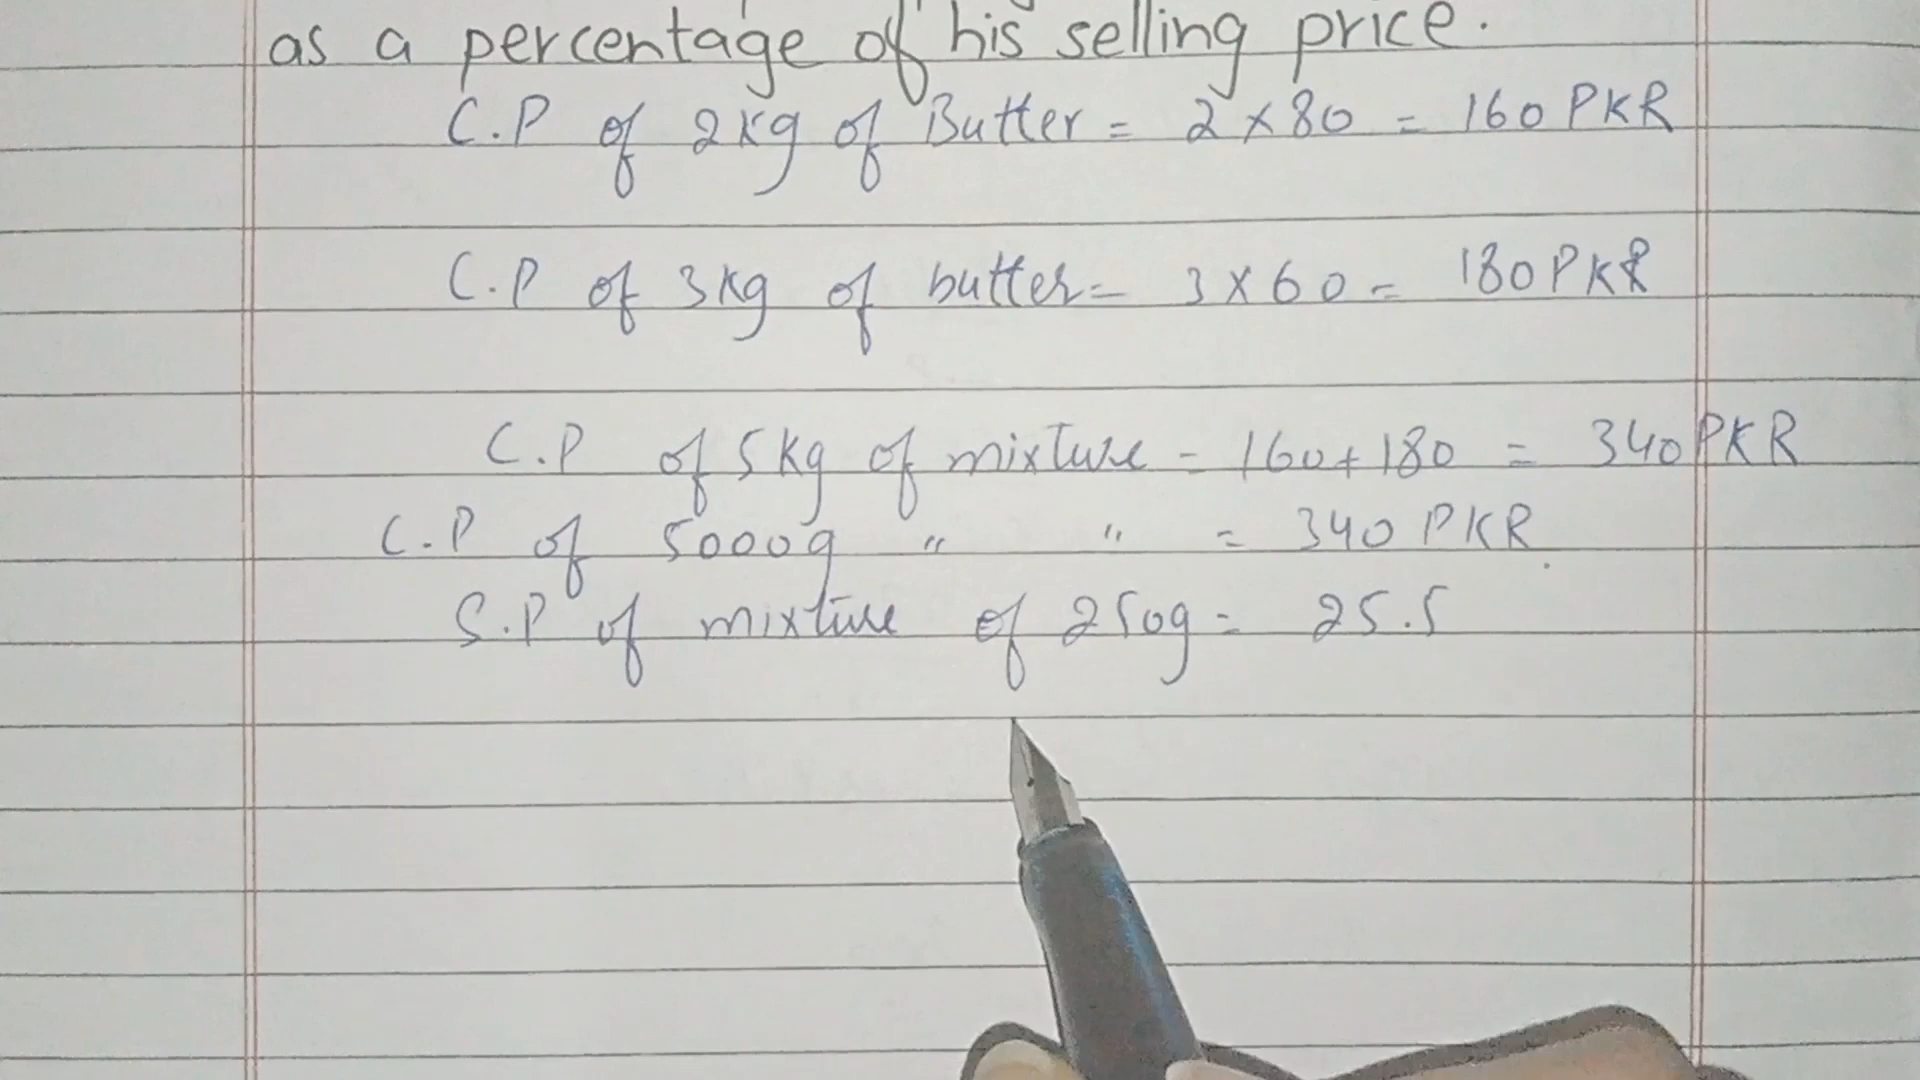 as a percentage of his selling price.
C.P of 2kg of Butter = 2 x 80 = 160 PKR
C.P of 3kg of butter = 3 x 60 = 180 PKR
C.P of 5kg of mixture = 160 + 180 = 340 PKR
C.P of 5000g " " = 340 PKR.
S.P of mixture of 250g = 25.5